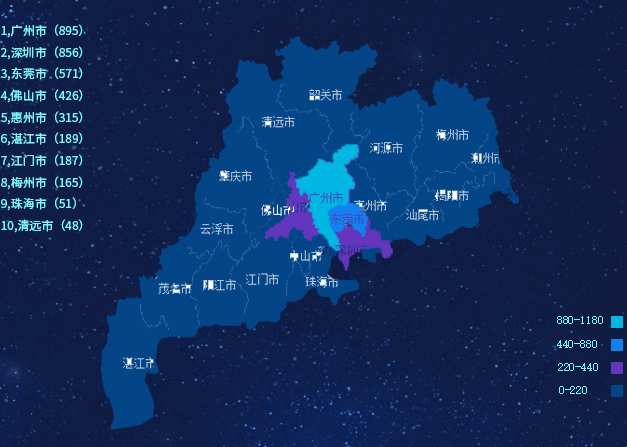 1,广州市（895）
2,深圳市（856）
3,东莞市（571）
4,佛山市（426）
5,惠州市（315）
6,湛江市（189）
7,江门市（187）
8,梅州市（165）
9,珠海市（51）
10,清远市（48）
韶关市
清远市
梅州市
河源市
潮州市
肇庆市
揭阳市
广州市
惠州市
佛山市
汕尾市
东莞市
云浮市
深圳市
中山市
江门市
珠海市
阳江市
茂名市
湛江市
880-1180
440-880
220-440
0-220